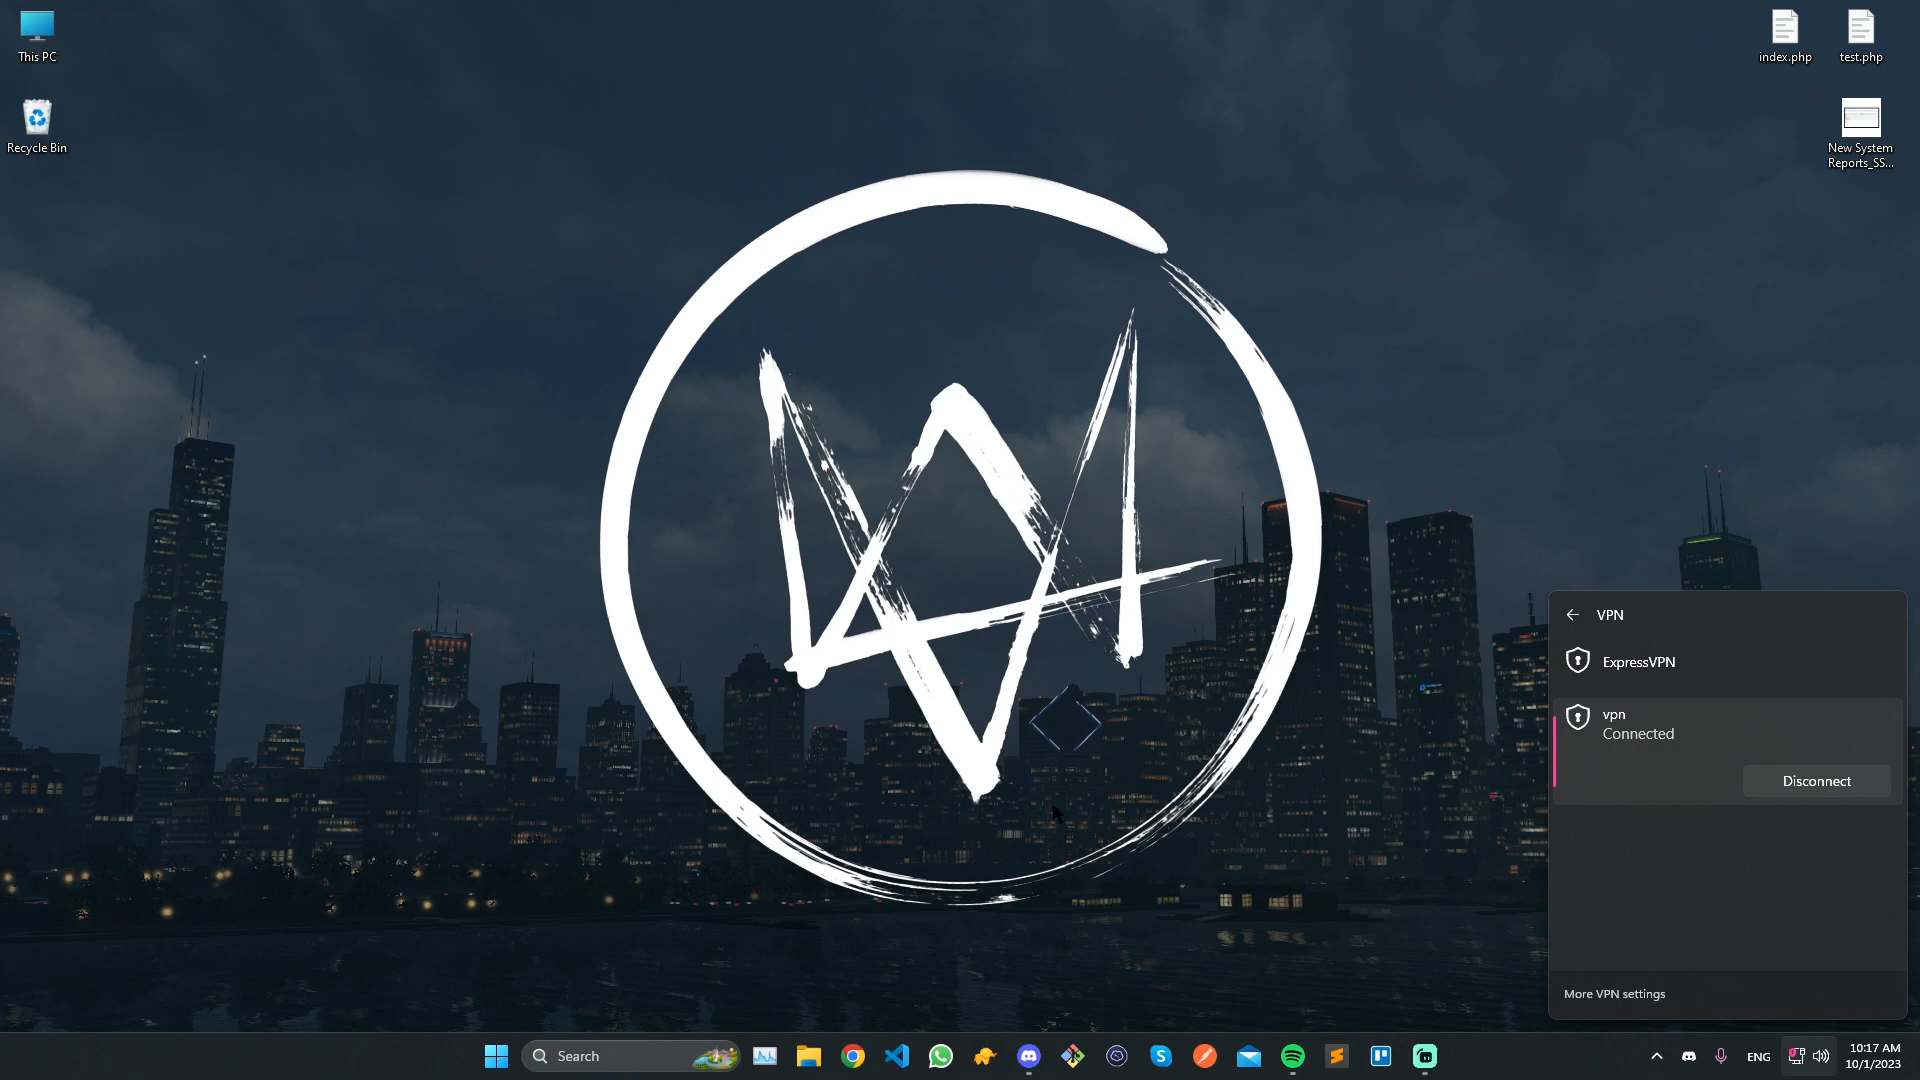 This PC
Recycle Bin
index.php
test.php
New System
Reports_SS...
VPN
ExpressVPN
vpn
Connected
Disconnect
More VPN settings
Search
ENG
10:17 AM
10/1/2023